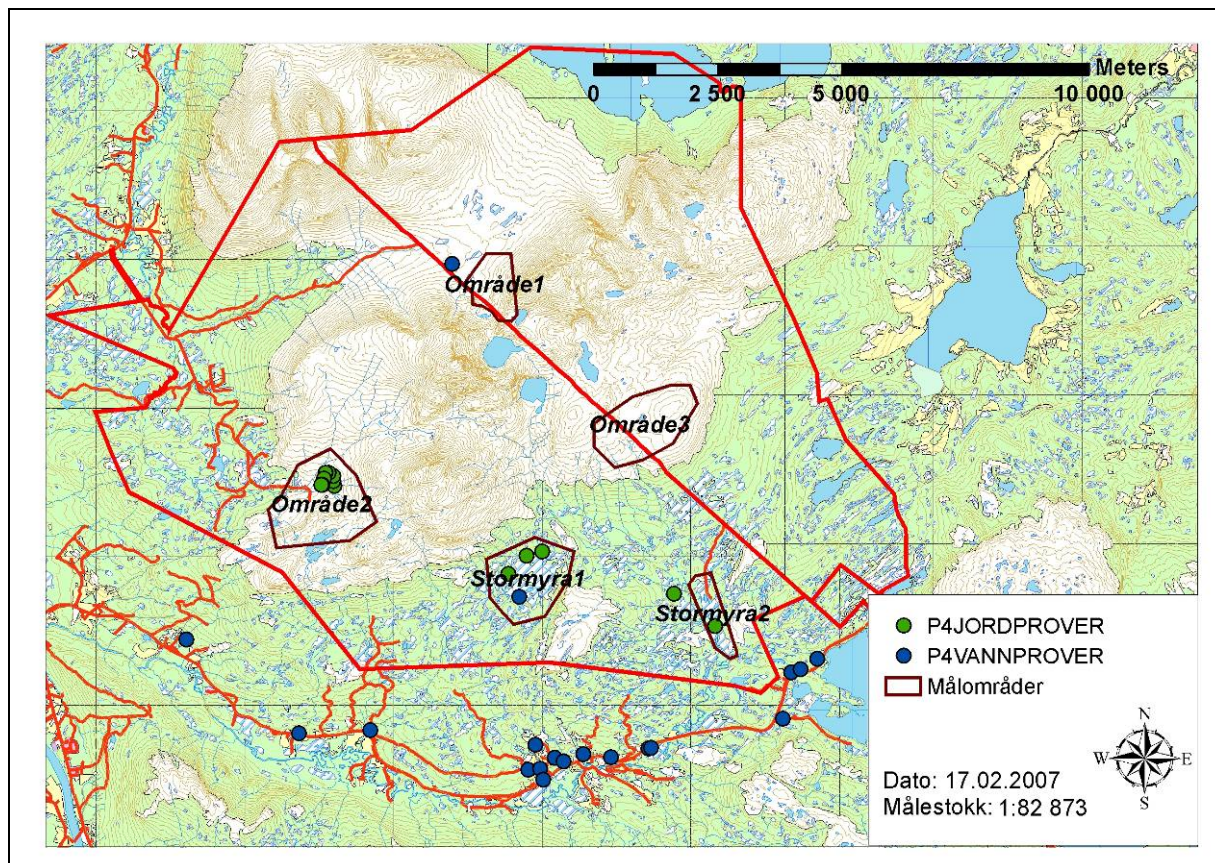 Meters
0 2 500 5 000 10 000
Område1
Område3
Område2
Stormyra1
Stormyra2
P4JORDPROVER
P4VANNPROVER
Målområder
N
W E
S
Dato: 17.02.2007
Målestokk: 1:82 873